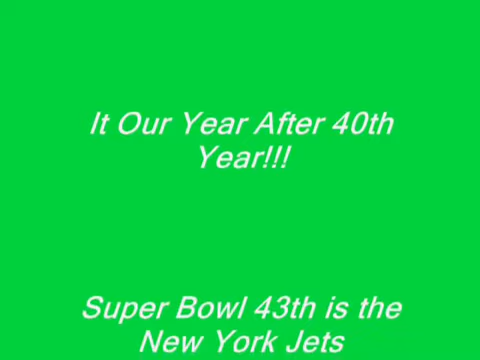 It Our Year After 40th
Year!!!
Super Bowl 43th is the
New York Jets